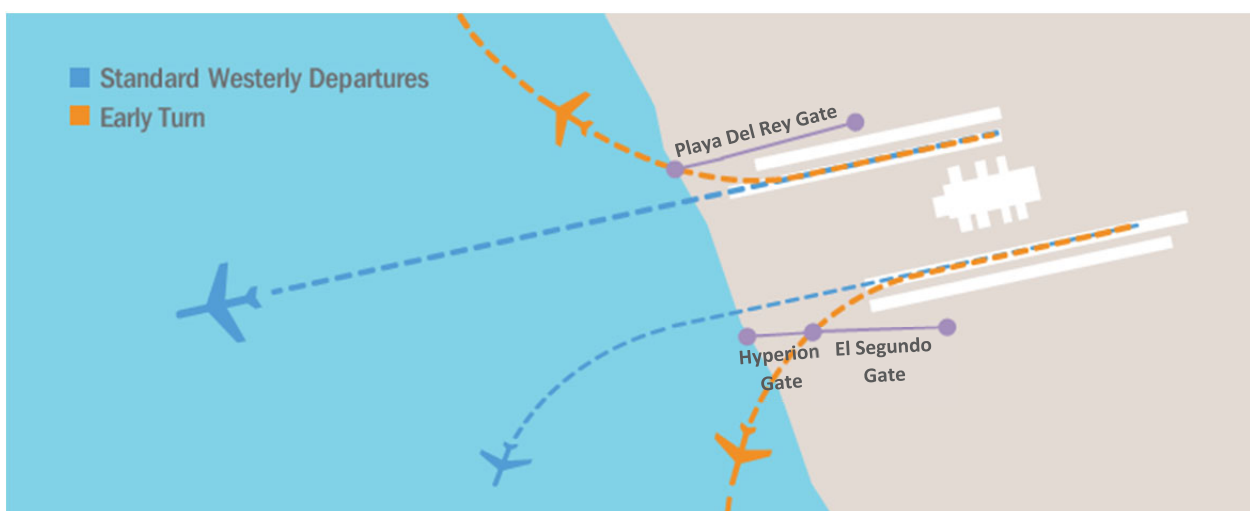 Standard Westerly Departures
Early Turn
Playa Del Rey Gate
Hyperion
Gate
El Segundo
Gate